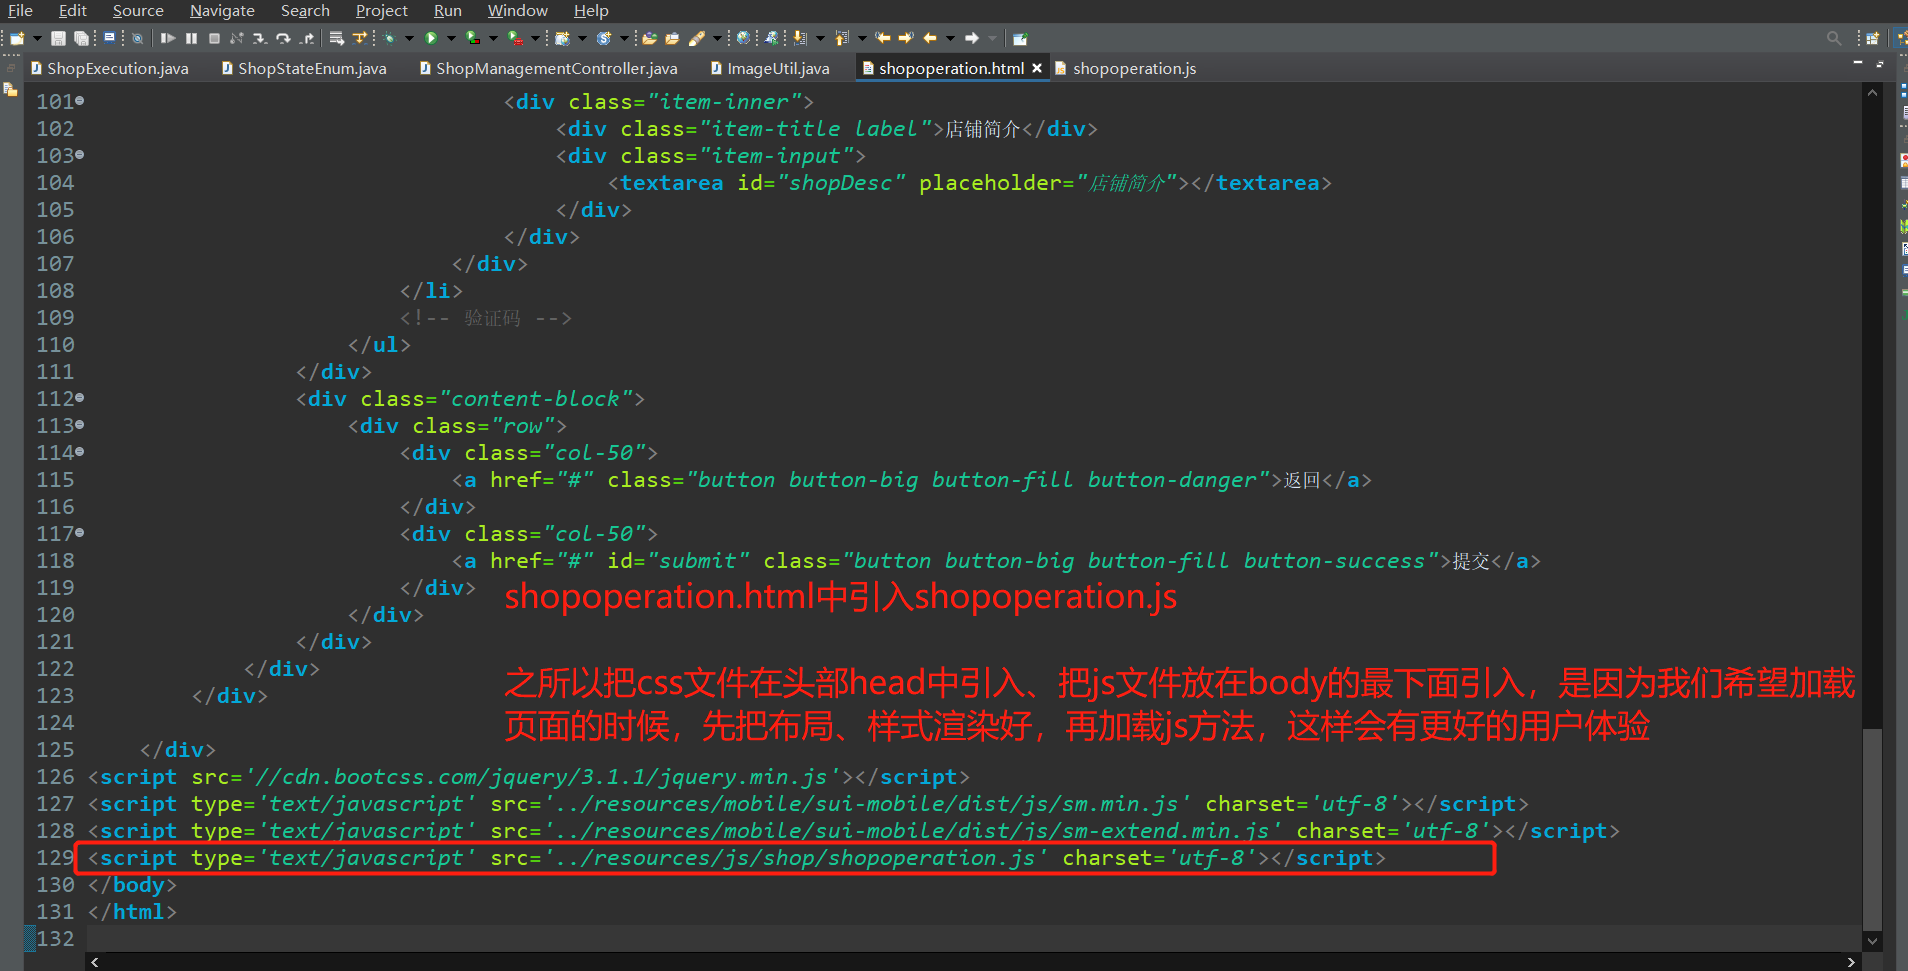 File Edit Source Navigate Search Project Run Window Help
ShopExecution.java ShopStateEnum.java ShopManagementController.java ImageUtil.java shopoperation.html shopoperation.js
101 <div class="item-inner">
102 <div class="item-title label">店铺简介</div>
103 <div class="item-input">
104 <textarea id="shopDesc" placeholder="店铺简介"></textarea>
105 </div>
106 </div>
107 </div>
108 </li>
109 <!-- 验证码 -->
110 </ul>
111 </div>
112 <div class="content-block">
113 <div class="row">
114 <div class="col-50">
115 <a href="#" class="button button-big button-fill button-danger">返回</a>
116 </div>
117 <div class="col-50">
118 <a href="#" id="submit" class="button button-big button-fill button-success">提交</a>
119 </div>
shopoperation.html中引入shopoperation.js
120 </div>
121 </div>
122 </div>
123 </div>
之所以把css文件在头部head中引入、把js文件放在body的最下面引入，是因为我们希望加载
页面的时候，先把布局、样式渲染好，再加载js方法，这样会有更好的用户体验
124
125 </div>
126 <script src='//cdn.bootcss.com/jquery/3.1.1/jquery.min.js'></script>
127 <script type='text/javascript' src='../resources/mobile/sui-mobile/dist/js/sm.min.js' charset='utf-8'></script>
128 <script type='text/javascript' src='../resources/mobile/sui-mobile/dist/js/sm-extend.min.js' charset='utf-8'></script>
129 <script type='text/javascript' src='../resources/js/shop/shopoperation.js' charset='utf-8'></script>
130 </body>
131 </html>
132